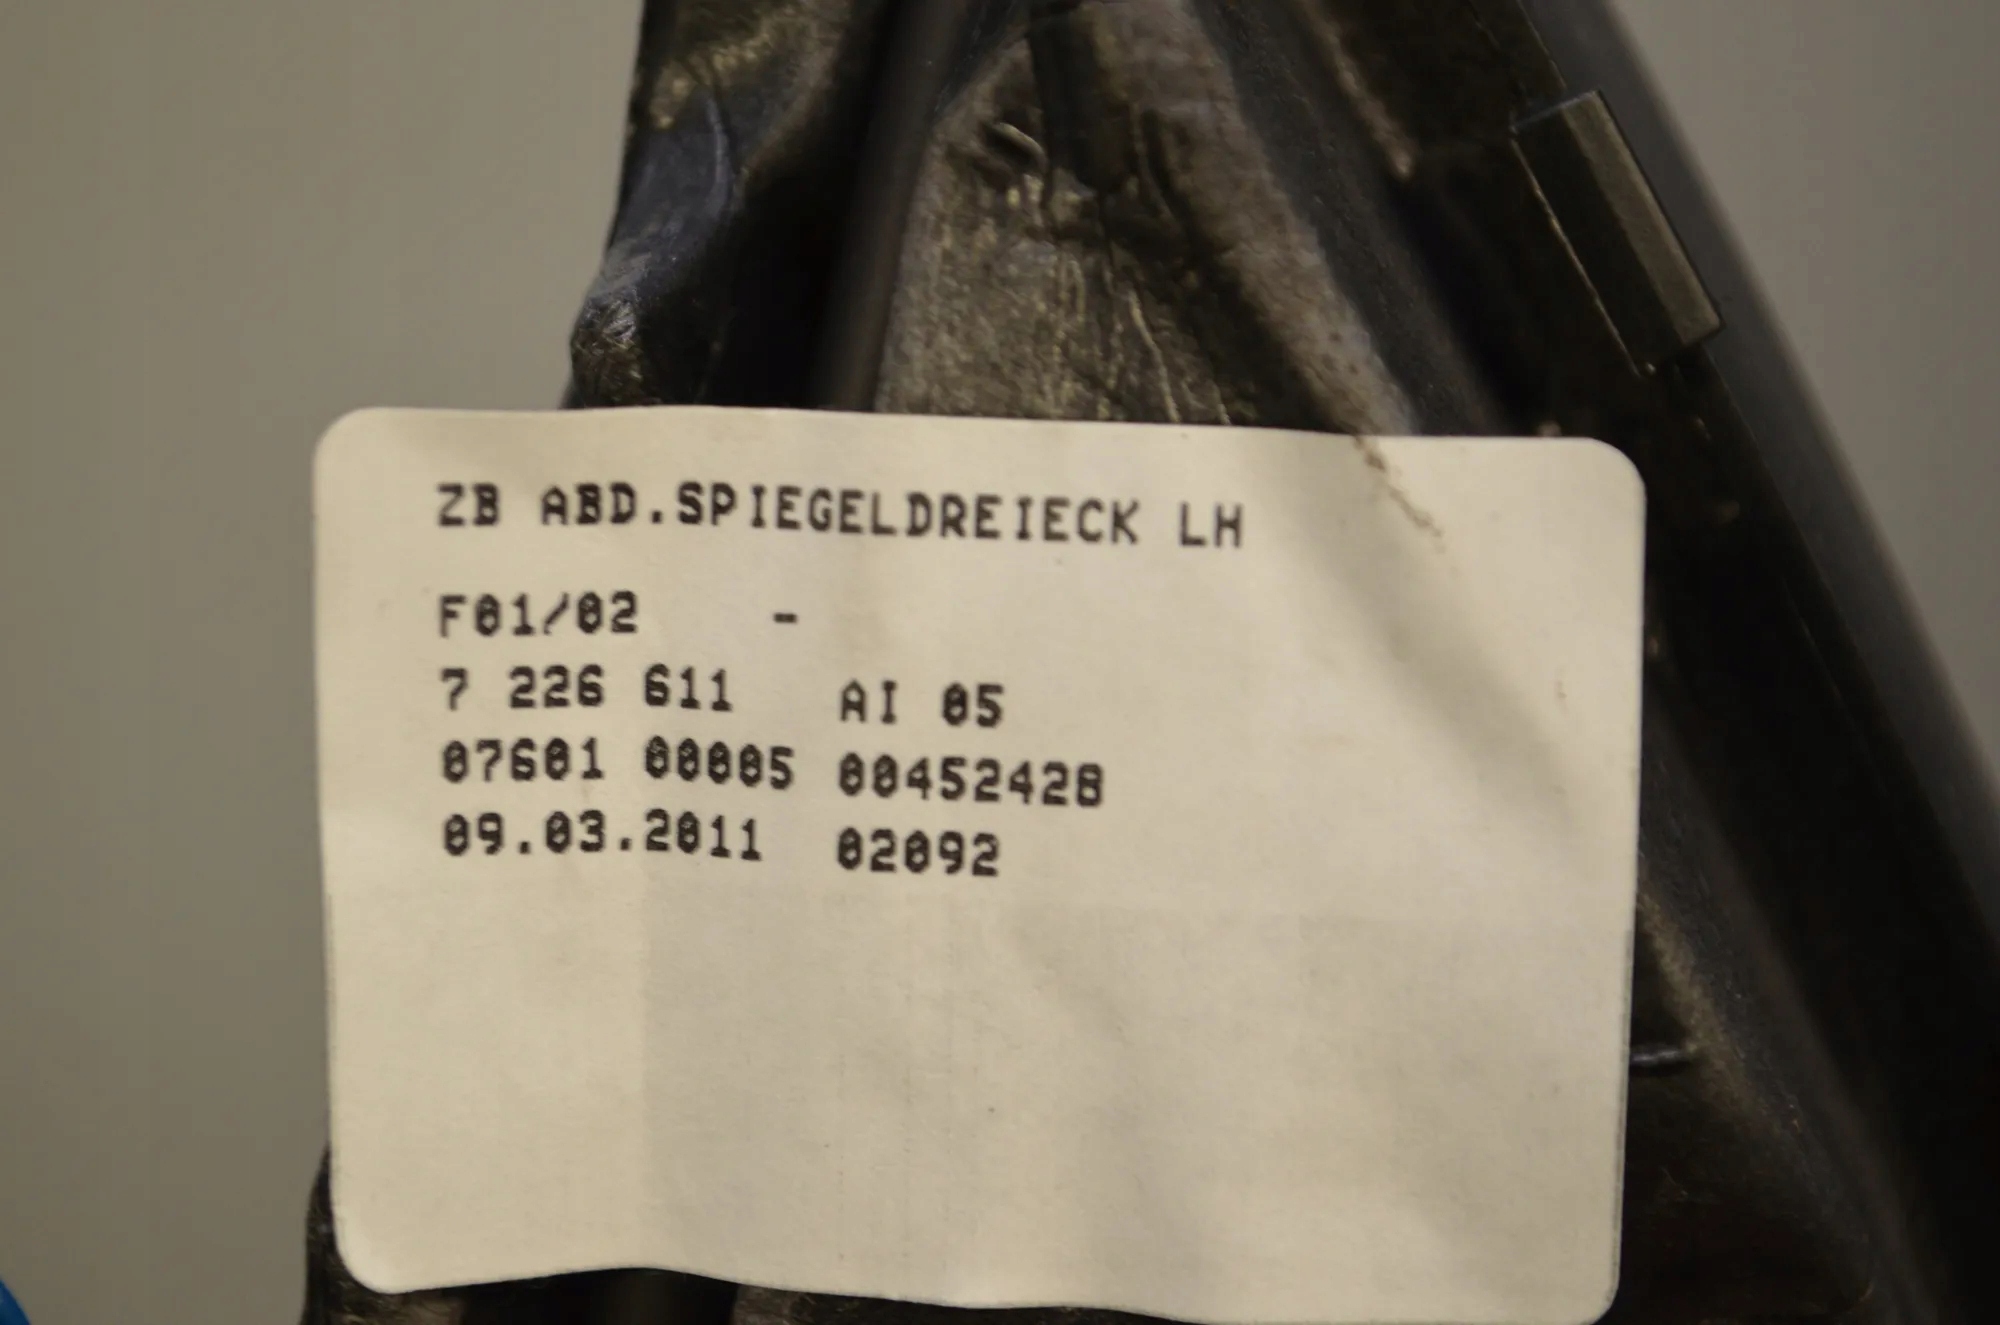 ZB ABD.SPIEGELDREIECK LH
F01/02 -
7 226 611 AI 05
07601 00005 00452428
09.03.2011 02092